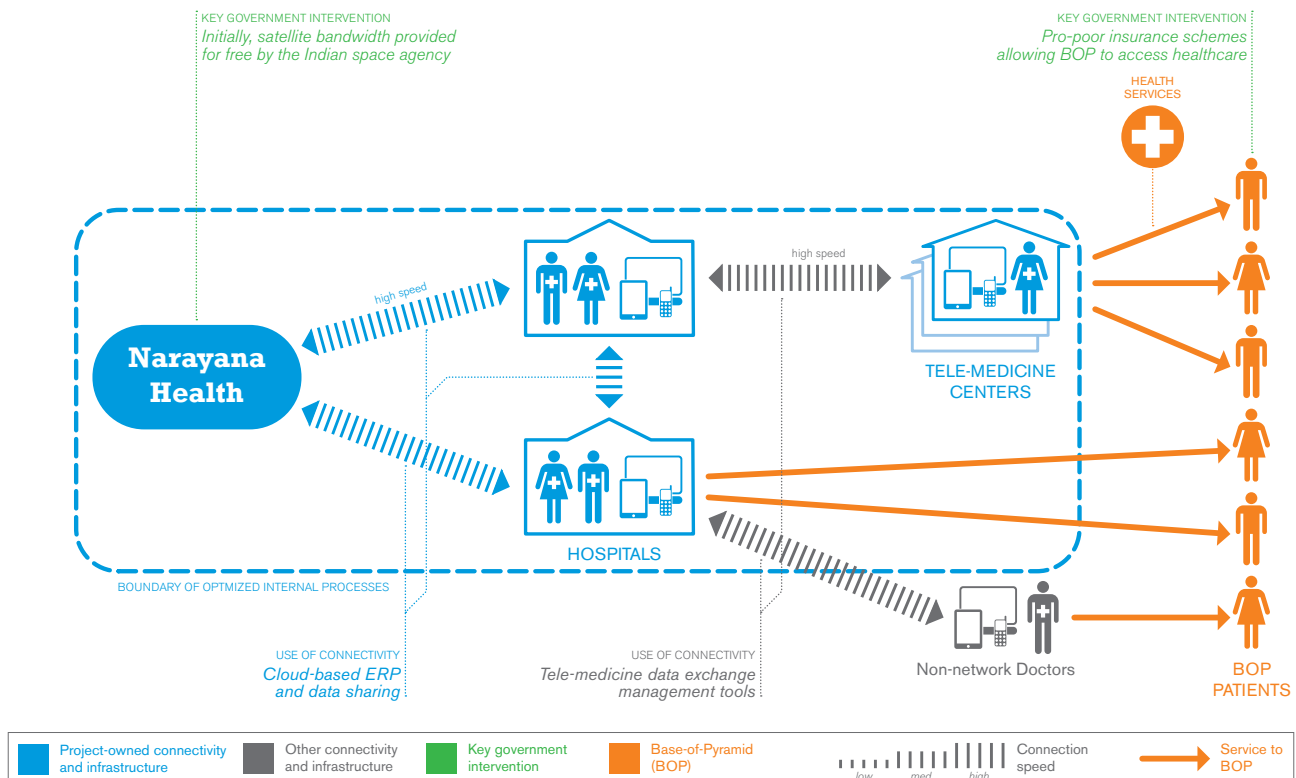 KEY GOVERNMENT INTERVENTION
Initially, satellite bandwidth provided
for free by the Indian space agency
KEY GOVERNMENT INTERVENTION
Pro-poor insurance schemes
allowing BOP to access healthcare
HEALTH
SERVICES
high speed
high speed
Narayana
Health
TELE-MEDICINE
CENTERS
HOSPITALS
BOUNDARY OF OPTMIZED INTERNAL PROCESSES
USE OF CONNECTIVITY
Cloud-based ERP
and data sharing
USE OF CONNECTIVITY
Tele-medicine data exchange
management tools
Non-network Doctors
BOP
PATIENTS
Project-owned connectivity
and infrastructure
Other connectivity
and infrastructure
Key government
intervention
Base-of-Pyramid
(BOP)
low
med
high
Connection
speed
Service to
BOP